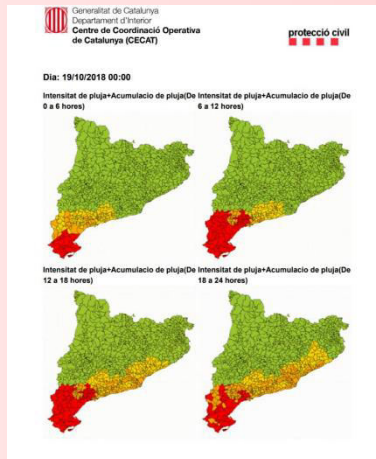 Generalitat de Catalunya
Departament d'Interior
Centre de Coordinació Operativa
de Catalunya (CECAT)
protecció civil
Dia: 19/10/2018 00:00
Intensitat de pluja+Acumulacio de pluja(De
0 a 6 hores)
Intensitat de pluja+Acumulacio de pluja(De
6 a 12 hores)
Intensitat de pluja+Acumulacio de pluja(De
12 a 18 hores)
Intensitat de pluja+Acumulacio de pluja(De
18 a 24 hores)